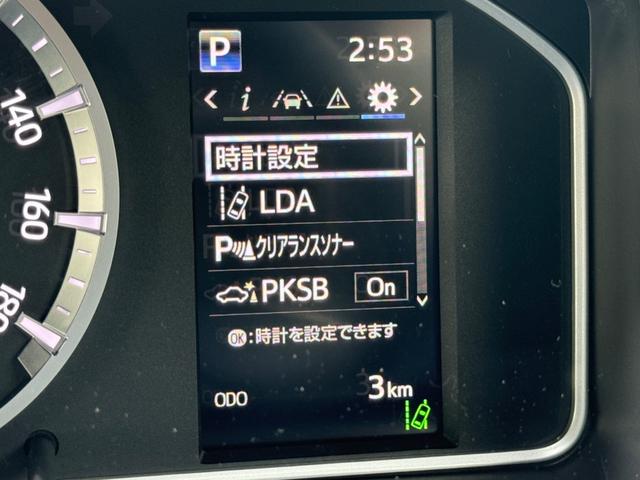 P 2:53
時計設定
LDA
Pクリアランスソナー
PKSB On
OK:時計を設定できます
ODO 3km
140
160
180